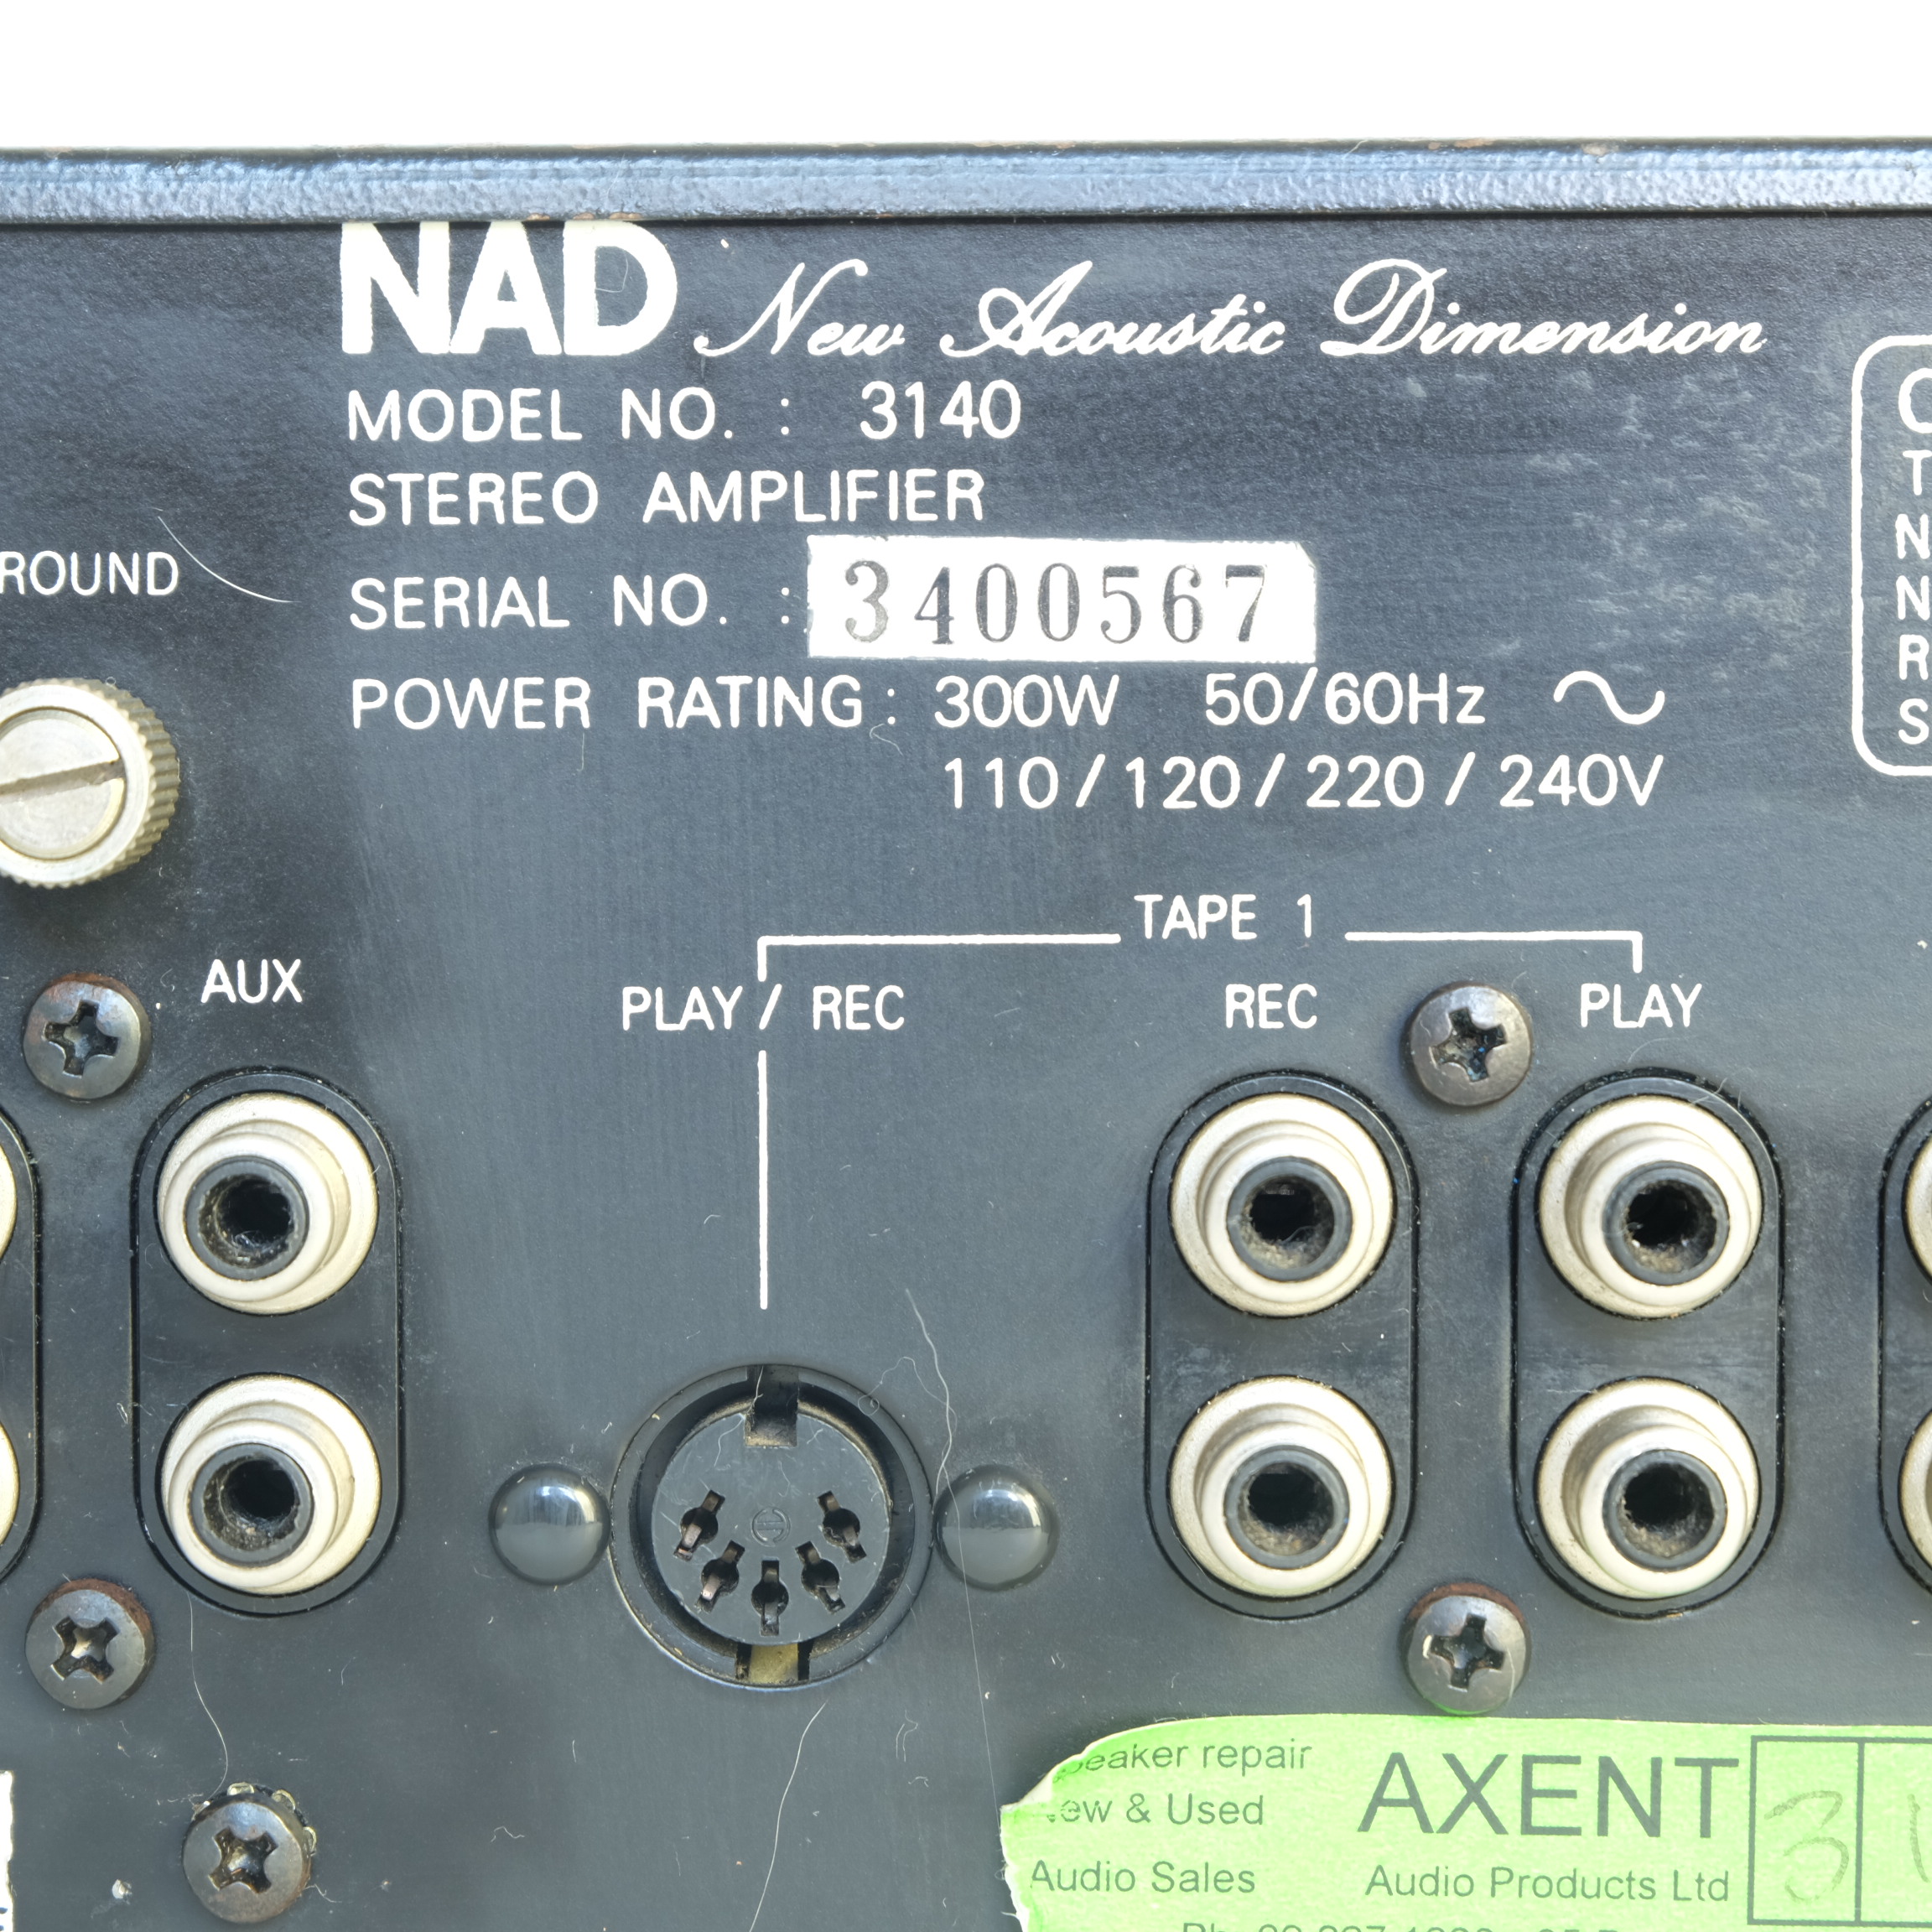 NAD New Acoustic Dimension
MODEL NO. : 3140
STEREO AMPLIFIER
SERIAL NO. : 3400567
POWER RATING : 300W 50/60Hz ~
110 / 120 / 220 / 240V
ROUND
TAPE 1
AUX
PLAY / REC
REC
PLAY
eaker repair
ew & Used
AXENT
3
Audio Sales
Audio Products Ltd